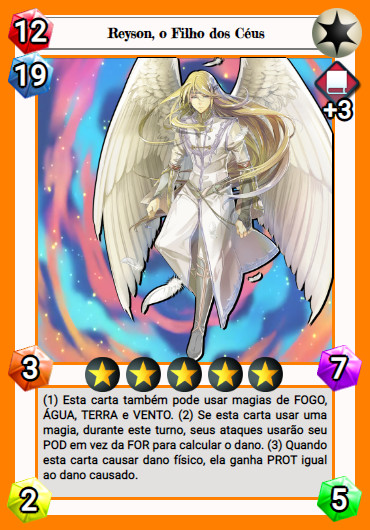 12
Reyson, o Filho dos Céus
19
+3
3
7
(1) Esta carta também pode usar magias de FOGO,
ÁGUA, TERRA e VENTO. (2) Se esta carta usar uma
magia, durante este turno, seus ataques usarão seu
POD em vez da FOR para calcular o dano. (3) Quando
esta carta causar dano físico, ela ganha PROT igual
ao dano causado.
2
5